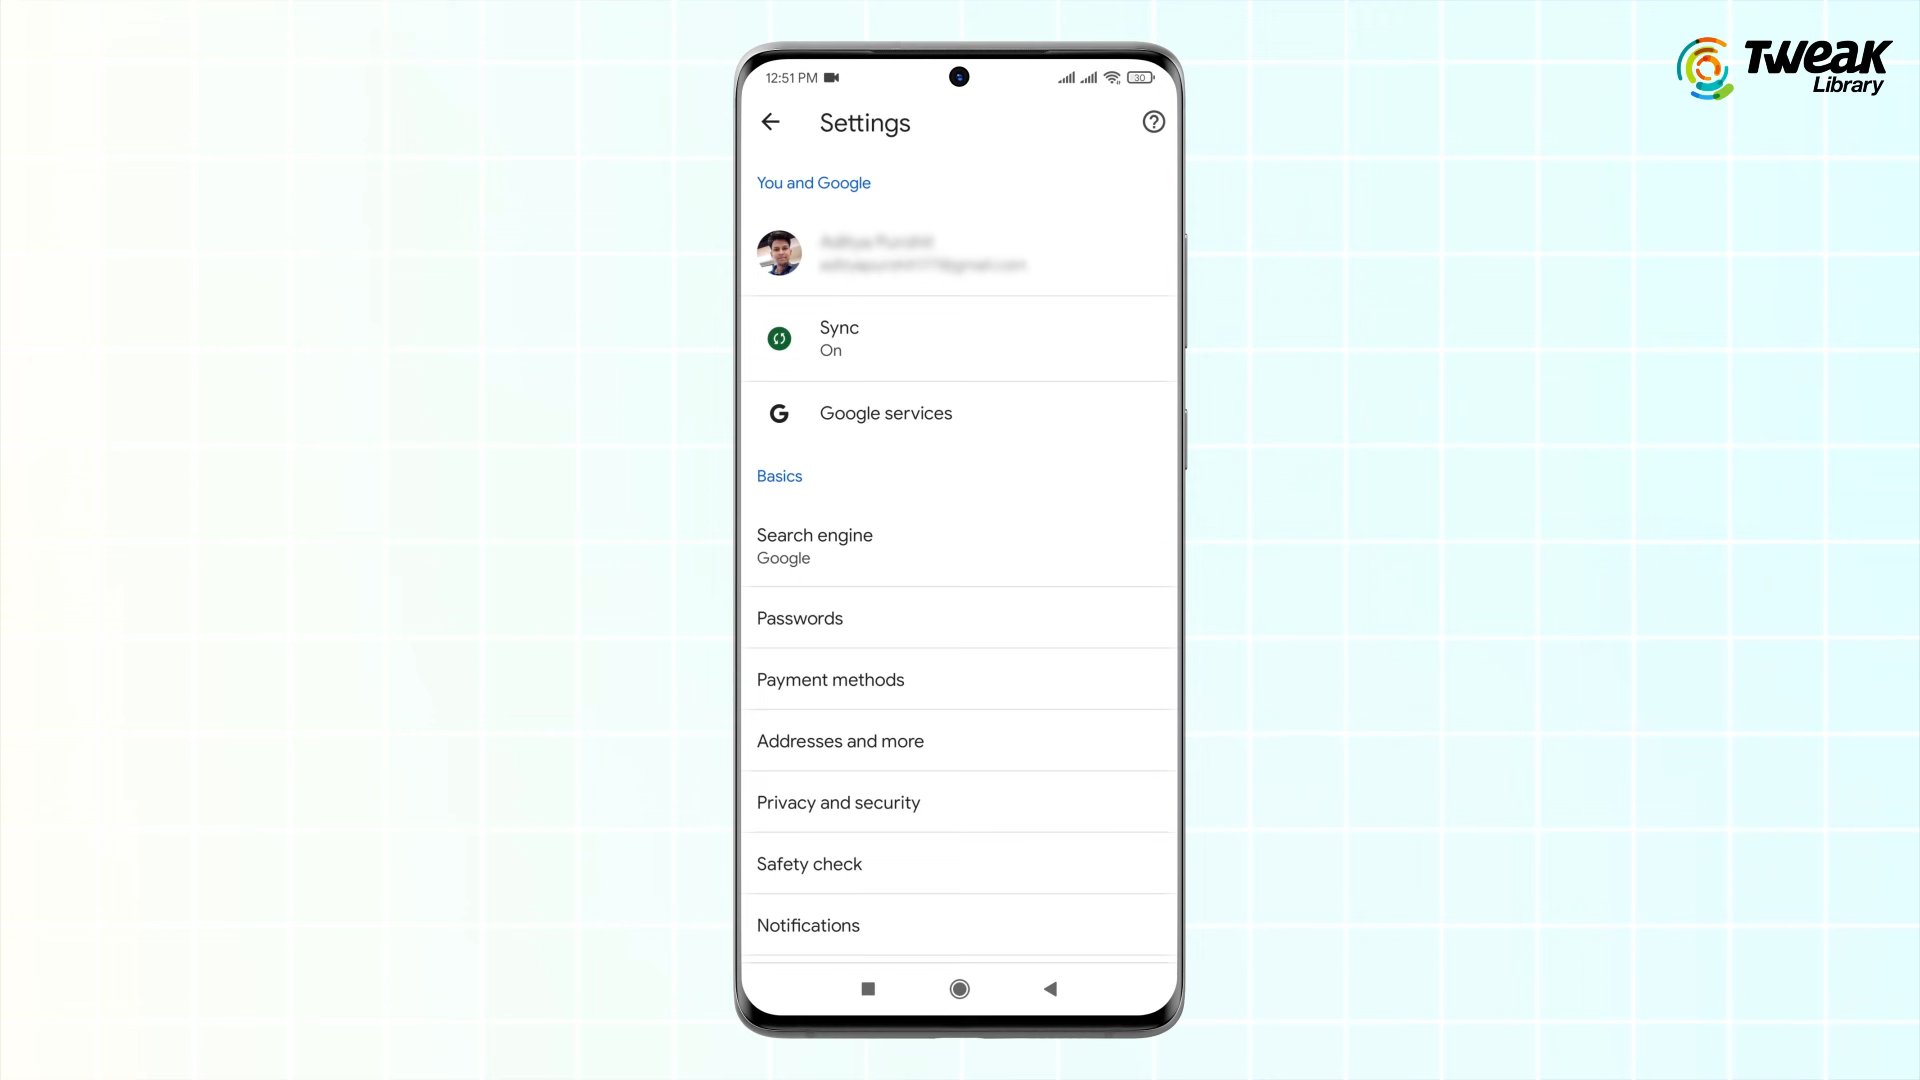 TWEAK
Library
12:51 PM
30
Settings
You and Google
Sync
On
G
Google services
Basics
Search engine
Google
Passwords
Payment methods
Addresses and more
Privacy and security
Safety check
Notifications